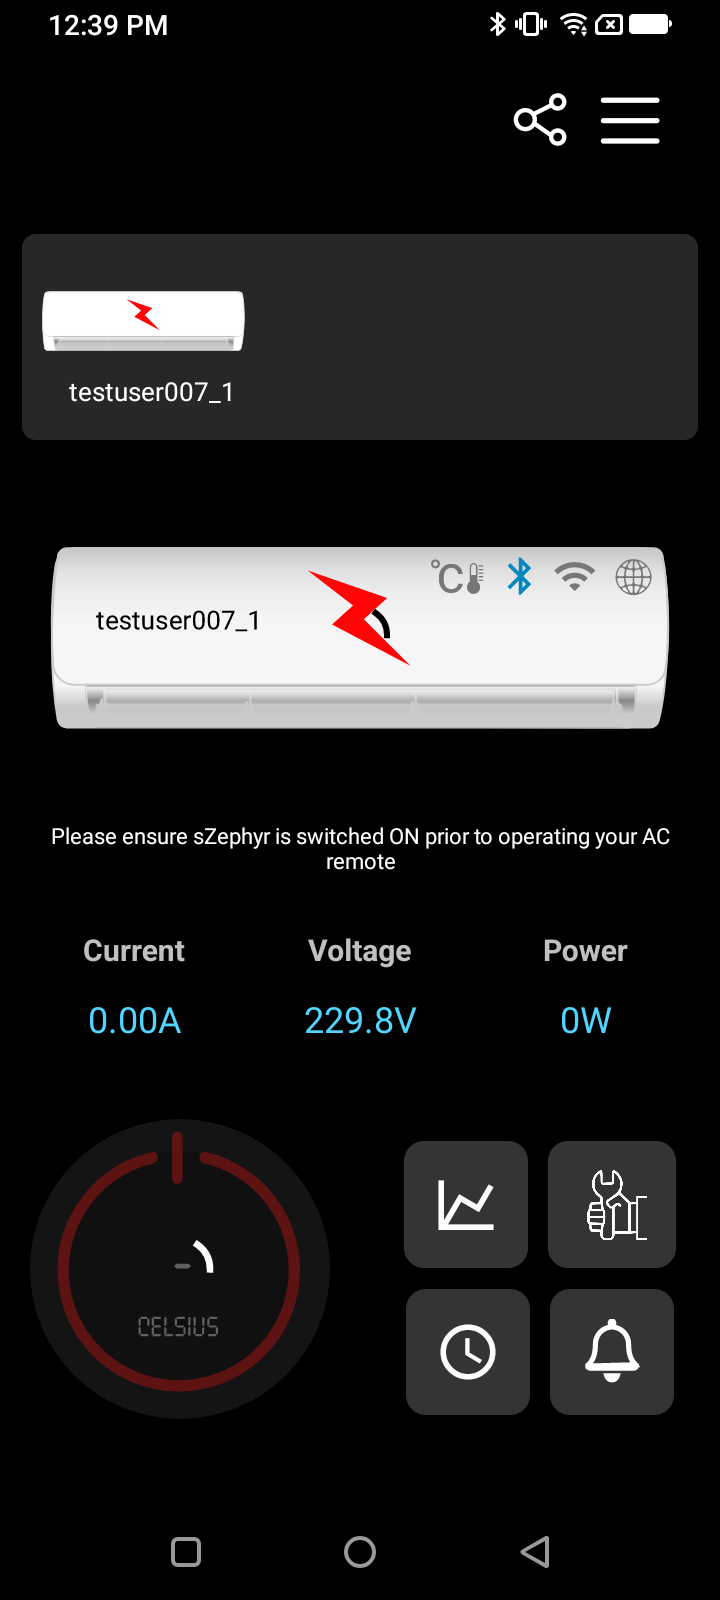 12:39 PM
testuser007_1
°C
testuser007_1
Please ensure sZephyr is switched ON prior to operating your AC
remote
Current Voltage Power
0.00A 229.8V 0W
-
CELSIUS